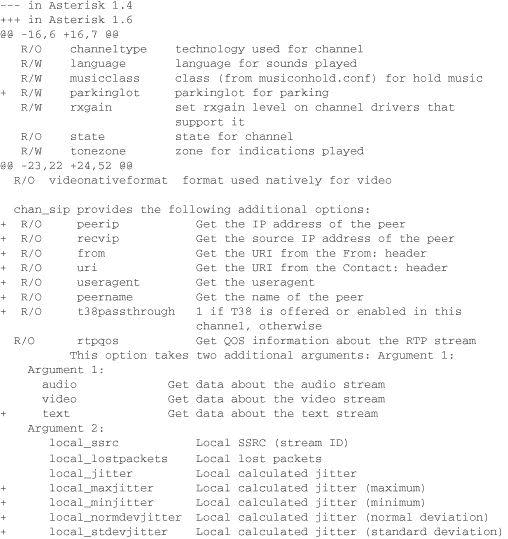 --- in Asterisk 1.4
+++ in Asterisk 1.6
@@ -16,6 +16,7 @@
R/O channeltype technology used for channel
R/W language language for sounds played
R/W musicclass class (from musiconhold.conf) for hold music
+ R/W parkinglot parkinglot for parking
R/W rxgain set rxgain level on channel drivers that
support it
R/O state state for channel
R/W tonezone zone for indications played
@@ -23,22 +24,52 @@
R/O videonativeformat format used natively for video
chan_sip provides the following additional options:
+ R/O peerip Get the IP address of the peer
+ R/O recvip Get the source IP address of the peer
+ R/O from Get the URI from the From: header
+ R/O uri Get the URI from the Contact: header
+ R/O useragent Get the useragent
+ R/O peername Get the name of the peer
+ R/O t38passthrough 1 if T38 is offered or enabled in this
channel, otherwise
R/O rtpqos Get QOS information about the RTP stream
This option takes two additional arguments: Argument 1:
Argument 1:
audio Get data about the audio stream
video Get data about the video stream
+ text Get data about the text stream
Argument 2:
local_ssrc Local SSRC (stream ID)
local_lostpackets Local lost packets
local_jitter Local calculated jitter
+ local_maxjitter Local calculated jitter (maximum)
+ local_minjitter Local calculated jitter (minimum)
+ local_normdevjitter Local calculated jitter (normal deviation)
+ local_stdevjitter Local calculated jitter (standard deviation)